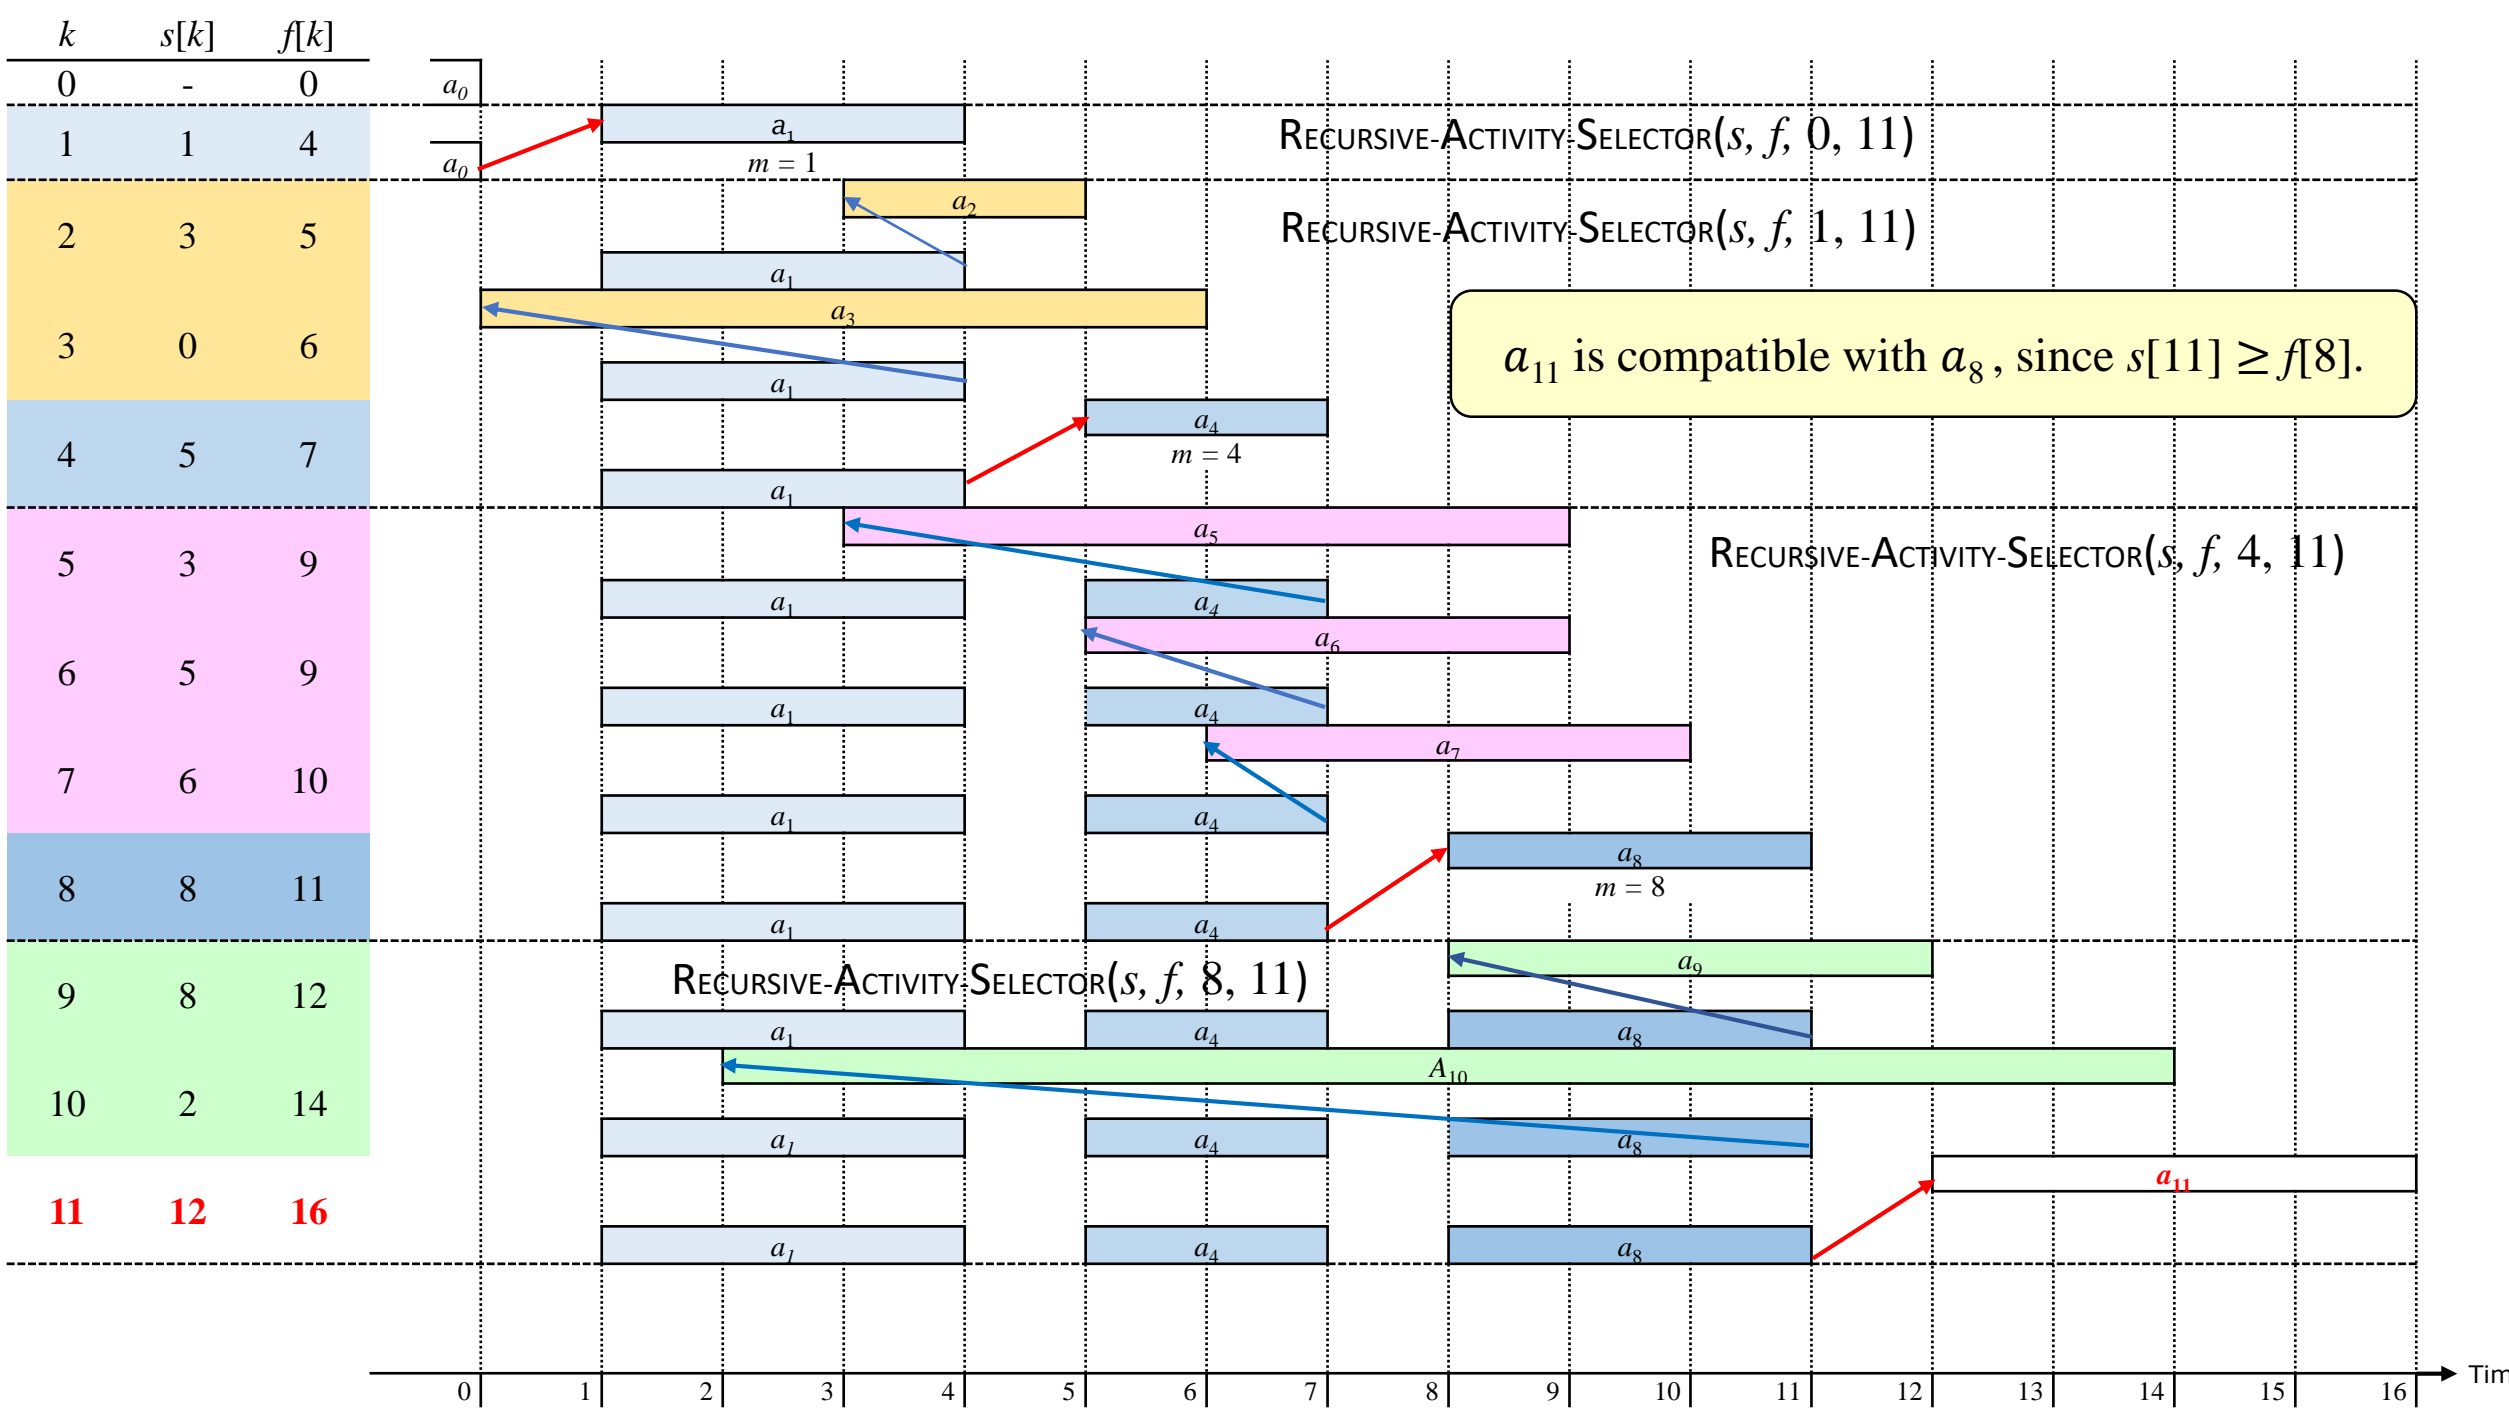 k s[k] f[k]
0 - 0 a0
1 1 4 a1 RECURSIVE-ACTIVITY-SELECTOR(s, f, 0, 11)
a0 m = 1
a2
2 3 5 RECURSIVE-ACTIVITY-SELECTOR(s, f, 1, 11)
a1
a3
3 0 6 a11 is compatible with a8, since s[11] ≥ f[8].
a1
a4
4 5 7 m = 4
a1
a5
5 3 9 RECURSIVE-ACTIVITY-SELECTOR(s, f, 4, 11)
a1 a4
a6
6 5 9
a1 a4
a7
7 6 10
a1 a4
a8
8 8 11 m = 8
a1 a4
a9
9 8 12 RECURSIVE-ACTIVITY-SELECTOR(s, f, 8, 11)
a1 a4 a8
A10
10 2 14
a1 a4 a8
a11
11 12 16
a1 a4 a8
0 1 2 3 4 5 6 7 8 9 10 11 12 13 14 15 16 Tim